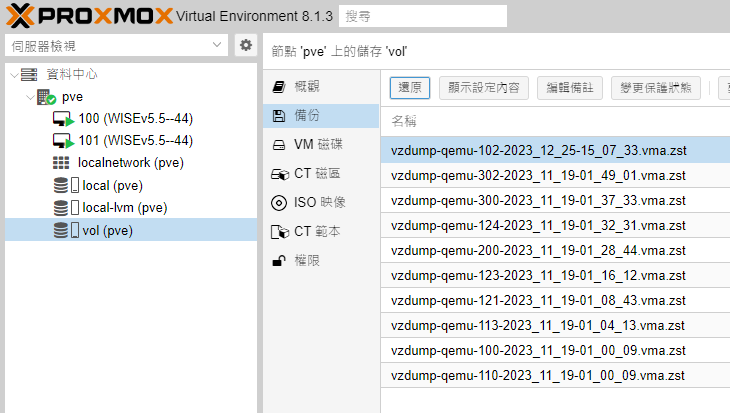 PROXMOX Virtual Environment 8.1.3 搜尋
伺服器檢視
節點 'pve' 上的儲存 'vol'
資料中心
pve
100 (WISEv5.5--44)
101 (WISEv5.5--44)
localnetwork (pve)
local (pve)
local-lvm (pve)
vol (pve)
概觀
備份
VM 磁碟
CT 磁區
ISO 映像
CT 範本
權限
還原 顯示設定內容 編輯備註 變更保護狀態
名稱
vzdump-qemu-102-2023_12_25-15_07_33.vma.zst
vzdump-qemu-302-2023_11_19-01_49_01.vma.zst
vzdump-qemu-300-2023_11_19-01_37_33.vma.zst
vzdump-qemu-124-2023_11_19-01_32_31.vma.zst
vzdump-qemu-200-2023_11_19-01_28_44.vma.zst
vzdump-qemu-123-2023_11_19-01_16_12.vma.zst
vzdump-qemu-121-2023_11_19-01_08_43.vma.zst
vzdump-qemu-113-2023_11_19-01_04_13.vma.zst
vzdump-qemu-100-2023_11_19-01_00_09.vma.zst
vzdump-qemu-110-2023_11_19-01_00_09.vma.zst